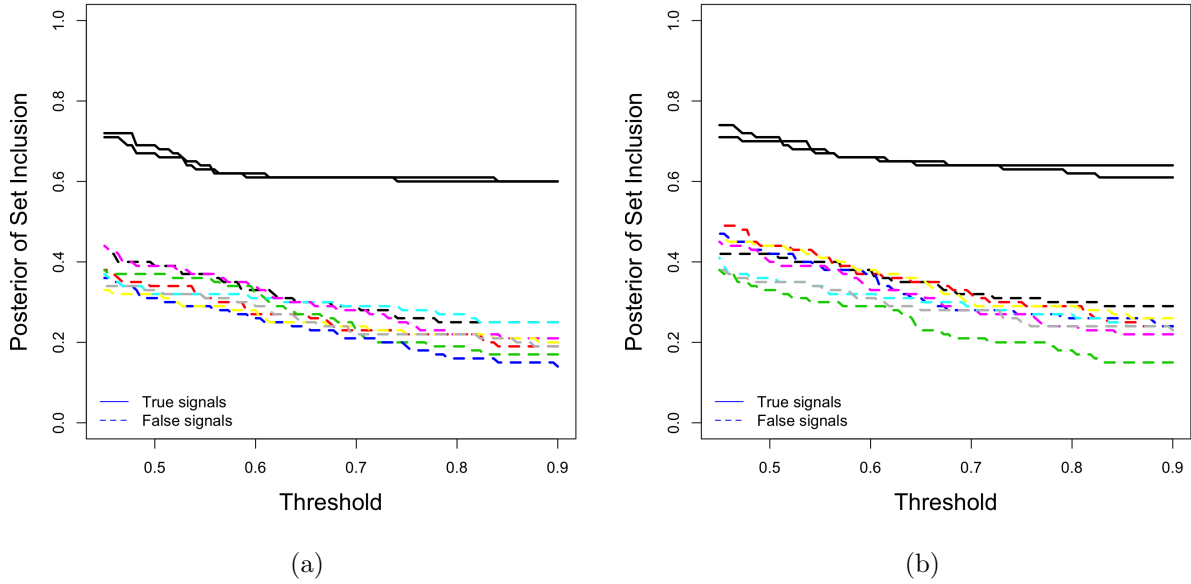 Posterior of Set Inclusion
1.0
0.8
0.6
0.4
0.2
0.0
True signals
False signals
0.5 0.6 0.7 0.8 0.9
Threshold
(a)
Posterior of Set Inclusion
1.0
0.8
0.6
0.4
0.2
0.0
True signals
False signals
0.5 0.6 0.7 0.8 0.9
Threshold
(b)